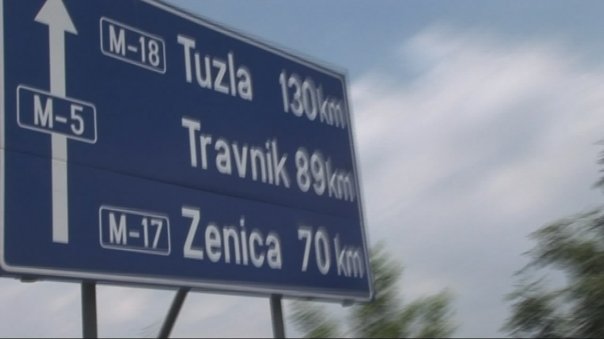 M-18 Tuzla 130km
M-5
Travnik 89km
M-17 Zenica 70km